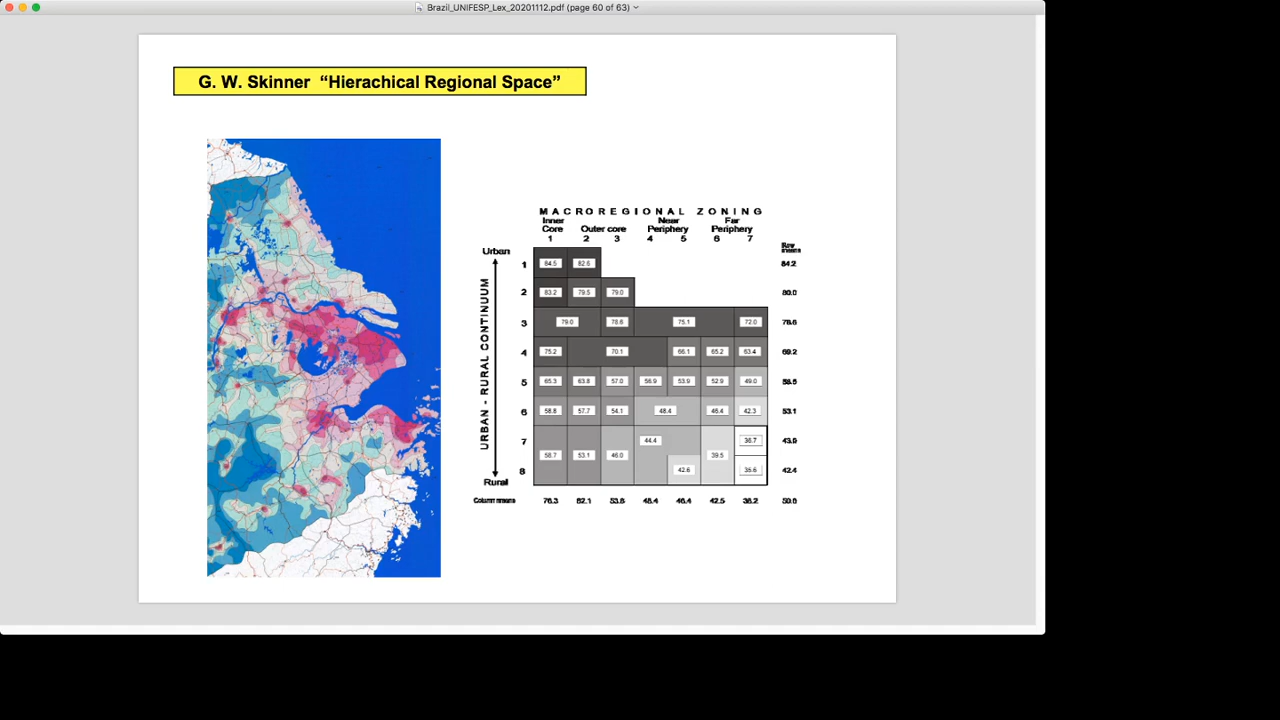 Brazil_UNIFESP_Lex_20201112.pdf (page 60 of 63)
G. W. Skinner “Hierachical Regional Space”
MACROREGIONAL ZONING
Inner Core Outer core Near Periphery Far Periphery
1 2 3 4 5 6 7
Urban
Row means
1 84.5 82.6 84.2
2 83.2 79.5 79.0 80.0
3 79.0 78.8 75.1 72.0 78.6
4 75.2 70.1 66.1 65.2 63.4 69.2
5 65.3 63.8 57.0 56.9 53.9 52.9 49.0 58.5
6 58.8 57.7 54.1 48.4 46.4 42.3 53.1
7 44.4 36.7 43.9
58.7 53.1 46.0 39.5
8 42.6 36.6 42.4
Rural
URBAN - RURAL CONTINUUM
Column means 76.3 62.1 53.8 48.4 46.4 42.5 38.2 50.8